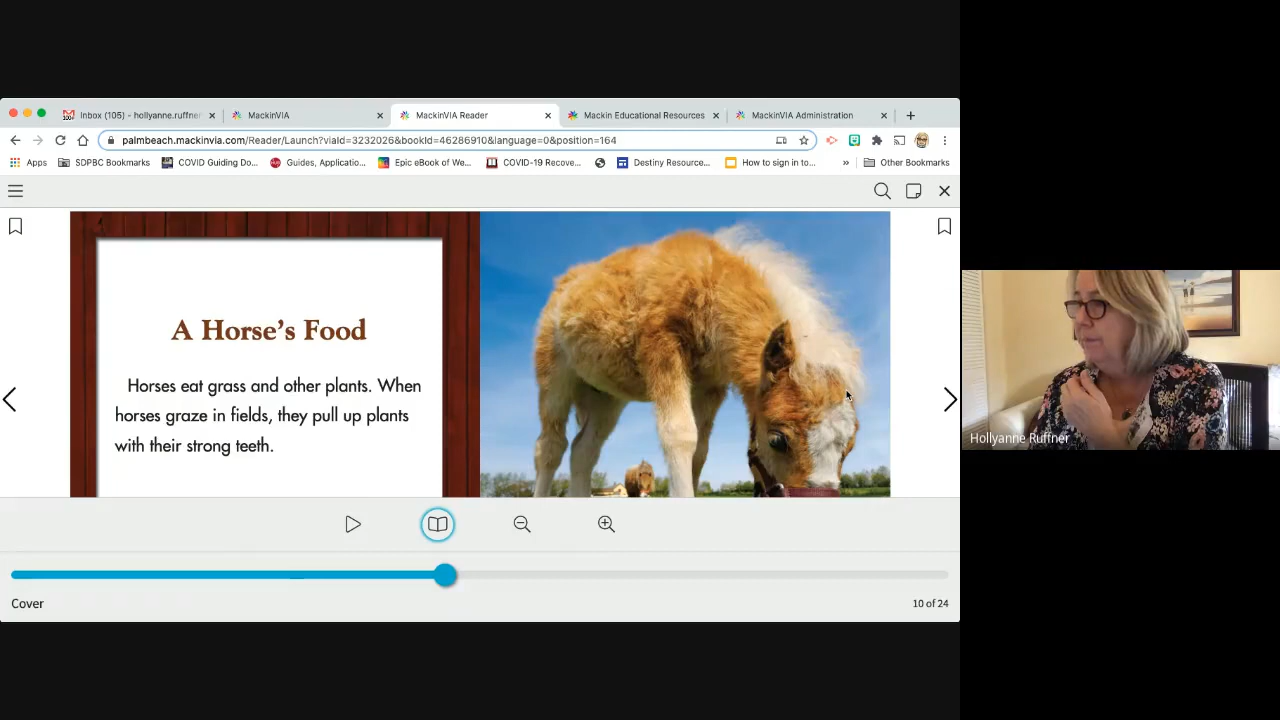 Inbox (105) - hollyanne.ruffner
MackinVIA
MackinVIA Reader
Mackin Educational Resources
MackinVIA Administration
palmbeach.mackinvia.com/Reader/Launch?viaId=3232026&bookId=46286910&language=0&position=164
Apps
SDPBC Bookmarks
COVID Guiding Do...
Guides, Applicatio...
Epic eBook of We...
COVID-19 Recove...
Destiny Resource...
How to sign in to...
»
Other Bookmarks
A Horse's Food
Horses eat grass and other plants. When
horses graze in fields, they pull up plants
with their strong teeth.
Cover
10 of 24
Hollyanne Ruffner